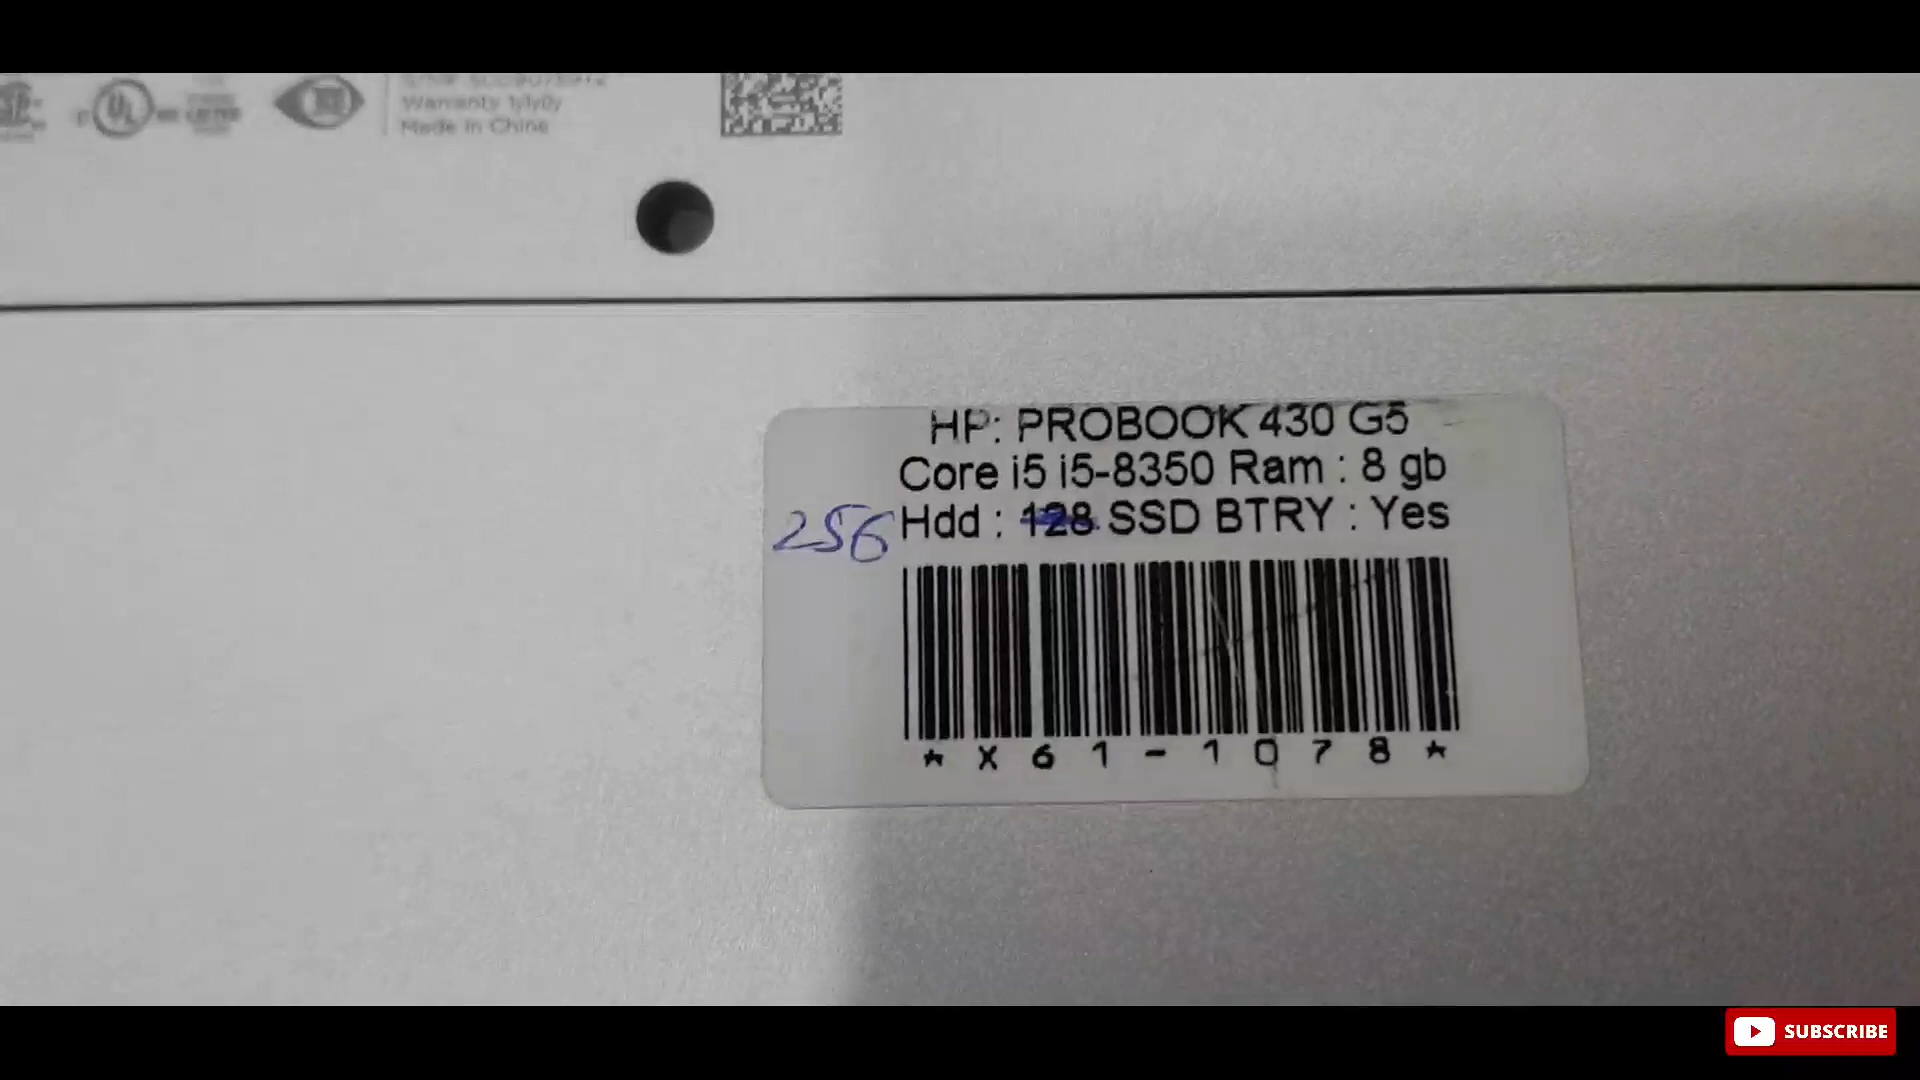 Warranty 1y1y0y
Made in China
HP: PROBOOK 430 G5
Core i5 i5-8350 Ram : 8 gb
256 Hdd : 128 SSD BTRY : Yes
*X61-1078*
SUBSCRIBE